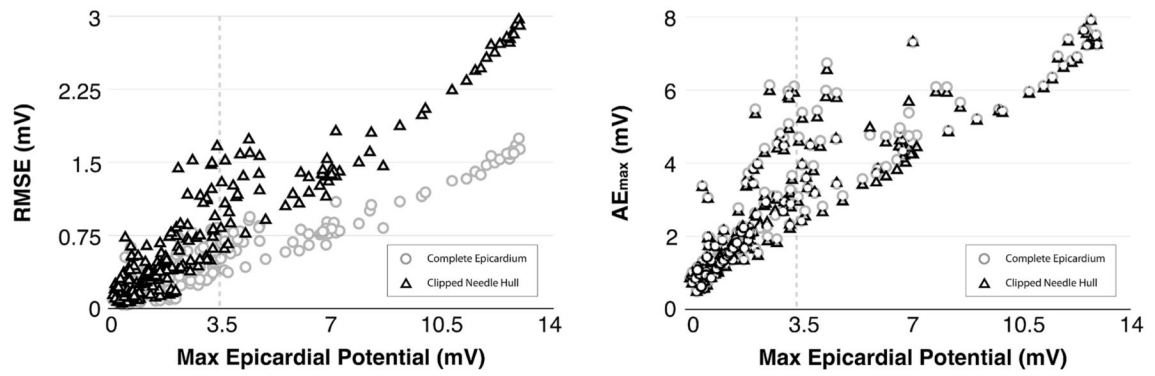 RMSE (mV)
3
2.25
1.5
0.75
0
0
3.5
7
10.5
14
Max Epicardial Potential (mV)
Complete Epicardium
Clipped Needle Hull
AEmax (mV)
8
6
4
2
0
0
3.5
7
10.5
14
Max Epicardial Potential (mV)
Complete Epicardium
Clipped Needle Hull